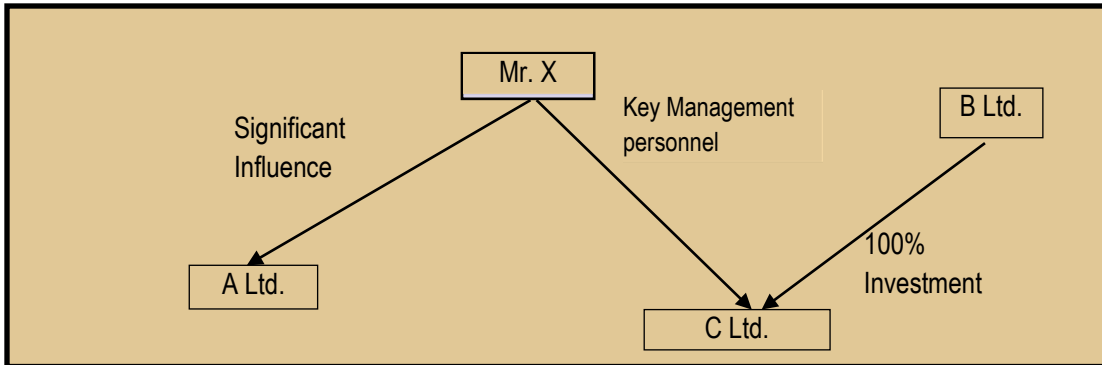 Mr. X
Key Management
personnel
B Ltd.
Significant
Influence
100%
Investment
A Ltd.
C Ltd.